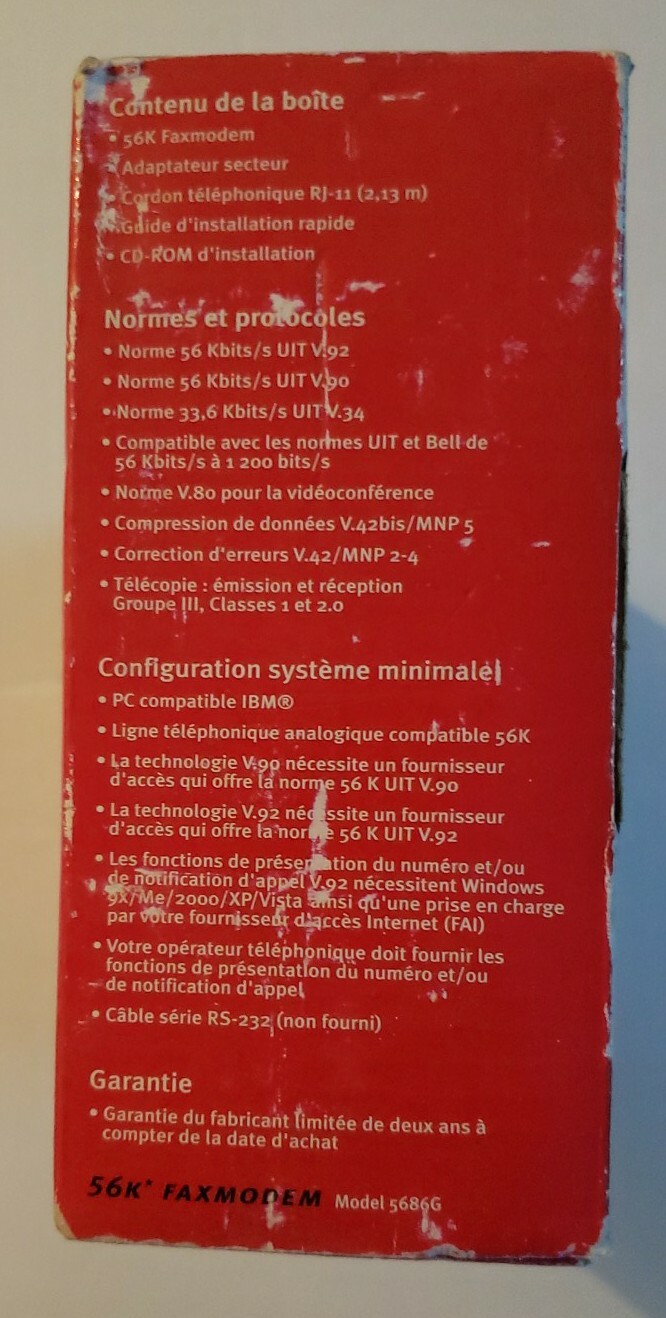 Contenu de la boîte
• 56K Faxmodem
• Adaptateur secteur
• Cordon téléphonique RJ-11 (2,13 m)
• Guide d'installation rapide
• CD-ROM d'installation
Normes et protocoles
• Norme 56 Kbits/s UIT V.92
• Norme 56 Kbits/s UIT V.90
• Norme 33,6 Kbits/s UIT V.34
• Compatible avec les normes UIT et Bell de
56 Kbits/s à 1 200 bits/s
• Norme V.80 pour la vidéoconférence
• Compression de données V.42bis/MNP 5
• Correction d'erreurs V.42/MNP 2-4
• Télécopie : émission et réception
Groupe III, Classes 1 et 2.0
Configuration système minimale
• PC compatible IBM®
• Ligne téléphonique analogique compatible 56K
• La technologie V.90 nécessite un fournisseur
d'accès qui offre la norme 56 K UIT V.90
• La technologie V.92 nécessite un fournisseur
d'accès qui offre la norme 56 K UIT V.92
• Les fonctions de présentation du numéro et/ou
de notification d'appel V.92 nécessitent Windows
9x/Me/2000/XP/Vista ainsi qu'une prise en charge
par votre fournisseur d'accès Internet (FAI)
• Votre opérateur téléphonique doit fournir les
fonctions de présentation du numéro et/ou
de notification d'appel
• Câble série RS-232 (non fourni)
Garantie
• Garantie du fabricant limitée de deux ans à
compter de la date d'achat
56K* FAXMODEM Model 5686G